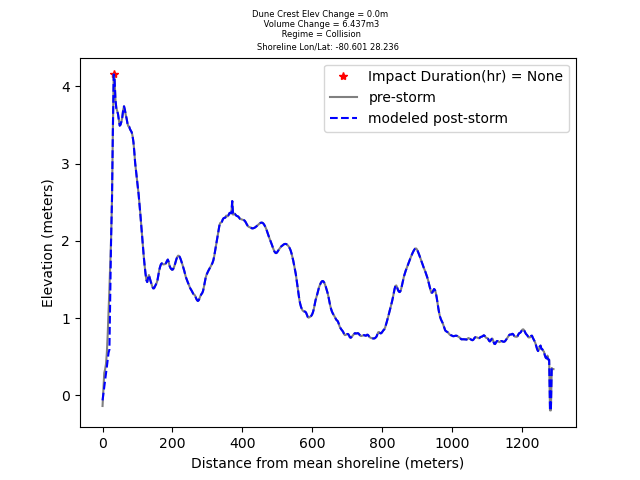 Dune Crest Elev Change = 0.0m
Volume Change = 6.437m3
Regime = Collision
Shoreline Lon/Lat: -80.601 28.236
Impact Duration(hr) = None
pre-storm
modeled post-storm
Elevation (meters)
4
3
2
1
0
0 200 400 600 800 1000 1200
Distance from mean shoreline (meters)